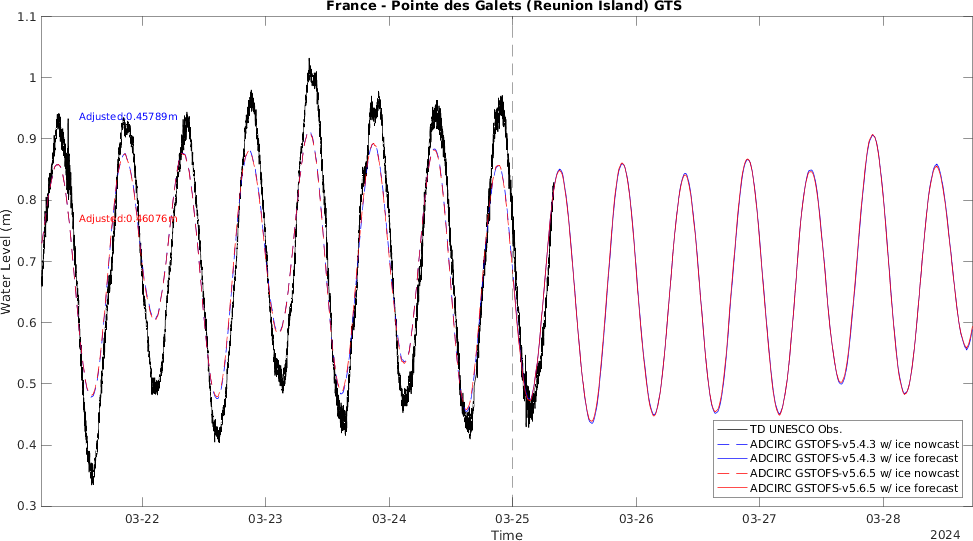 France - Pointe des Galets (Reunion Island) GTS
1.1
1
0.9
0.8
0.7
0.6
0.5
0.4
0.3
Water Level (m)
Adjusted:0.45789m
Adjusted:0.46076m
TD UNESCO Obs.
ADCIRC GSTOFS-v5.4.3 w/ ice nowcast
ADCIRC GSTOFS-v5.4.3 w/ ice forecast
ADCIRC GSTOFS-v5.6.5 w/ ice nowcast
ADCIRC GSTOFS-v5.6.5 w/ ice forecast
03-22 03-23 03-24 03-25 03-26 03-27 03-28
Time
2024